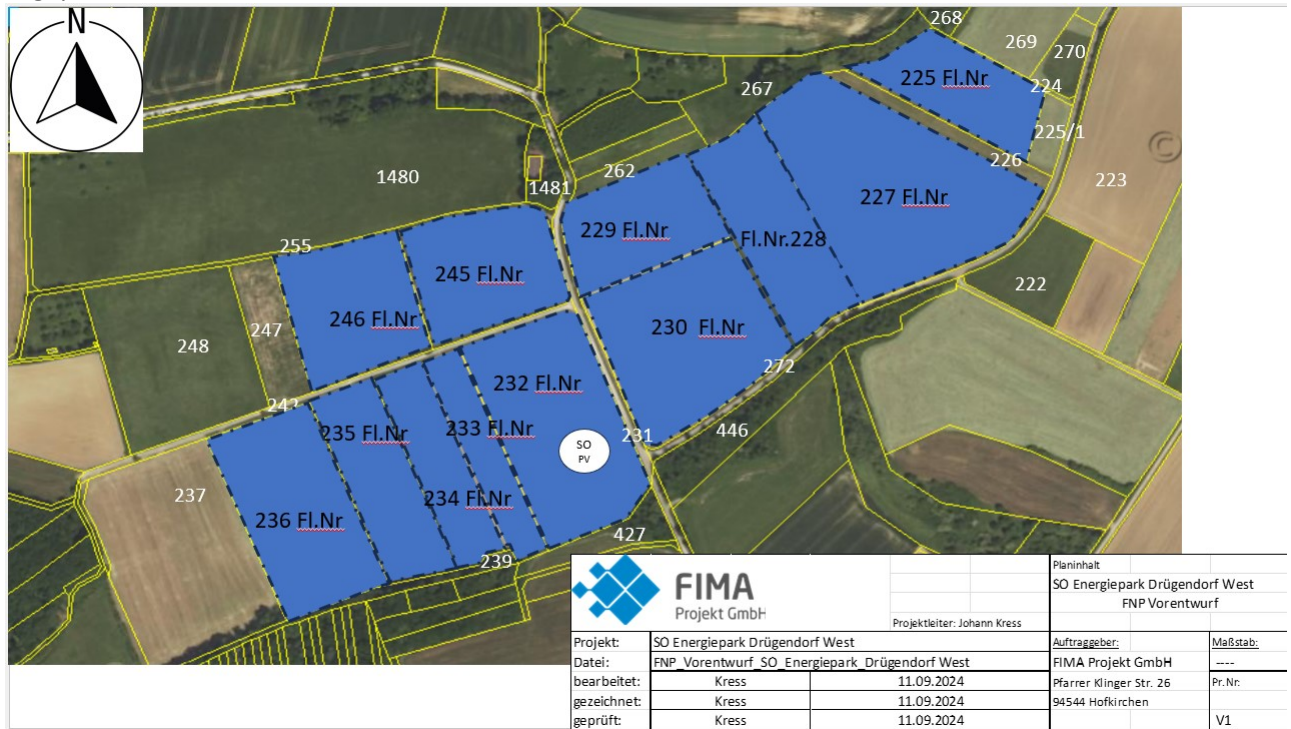 N
268
269
270
225 Fl.Nr
224
267
225/1
226
262
223
1480
1481
227 Fl.Nr
229 Fl.Nr
Fl.Nr.228
255
245 Fl.Nr
222
246 Fl.Nr
230 Fl.Nr
247
248
272
232 Fl.Nr
242
235 Fl.Nr
233 Fl.Nr
231
446
SO
PV
237
234 Fl.Nr
236 Fl.Nr
427
239
©
FIMA
Projekt GmbH
Projektleiter: Johann Kress
Planinhalt
SO Energiepark Drügendorf West
FNP Vorentwurf
Projekt: SO Energiepark Drügendorf West Auftraggeber: Maßstab:
Datei: FNP_Vorentwurf_SO_Energiepark_Drügendorf West FIMA Projekt GmbH ----
bearbeitet: Kress 11.09.2024 Pfarrer Klinger Str. 26 Pr.Nr:
gezeichnet: Kress 11.09.2024 94544 Hofkirchen
geprüft: Kress 11.09.2024 V1